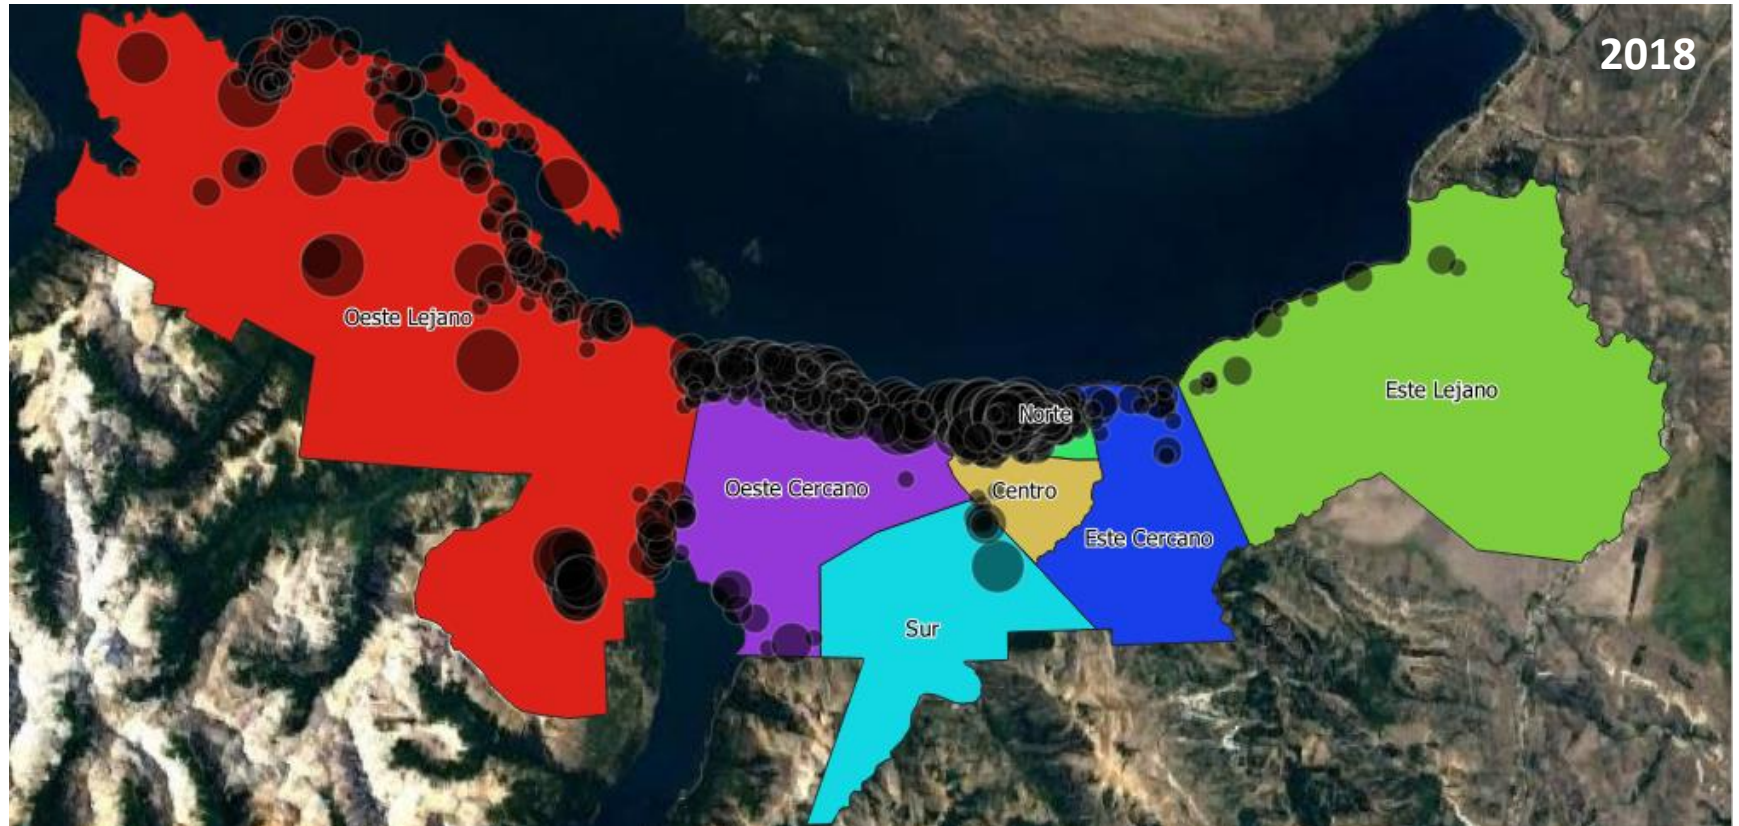 2018
Oeste Lejano
Este Lejano
Norte
Oeste Cercano
Centro
Este Cercano
Sur